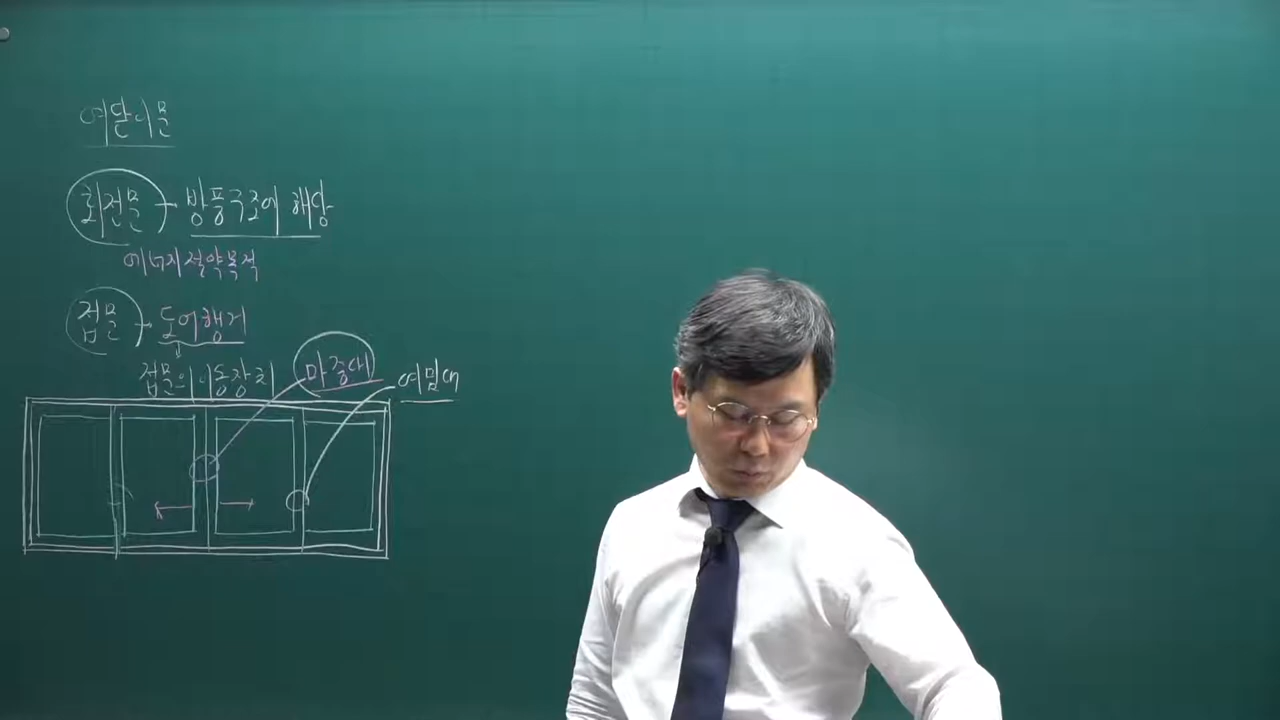 여닫이문
회전문 → 방풍구조에 해당
에너지절약목적
접문 → 도어행거
접문의 이동장치
마중대
여밈대